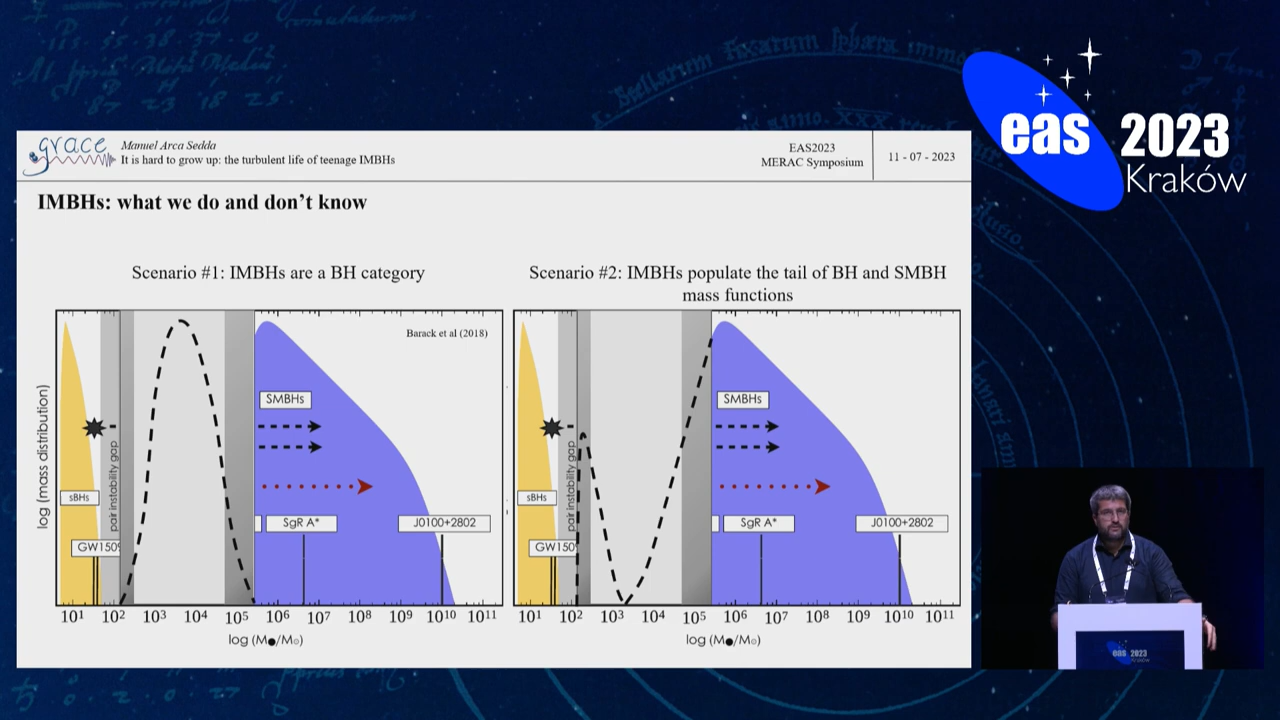 eas 2023
Kraków
grace
Manuel Arca Sedda
It is hard to grow up: the turbulent life of teenage IMBHs
EAS2023
MERAC Symposium
11 - 07 - 2023
IMBHs: what we do and don't know
Scenario #1: IMBHs are a BH category
Scenario #2: IMBHs populate the tail of BH and SMBH
mass functions
log (mass distribution)
Barack et al (2018)
SMBHs
pair instability gap
sBHs
SgR A*
J0100+2802
GW150
10¹ 10² 10³ 10⁴ 10⁵ 10⁶ 10⁷ 10⁸ 10⁹ 10¹⁰ 10¹¹
log (M●/M☉)
SMBHs
pair instability gap
sBHs
SgR A*
J0100+2802
GW150
10¹ 10² 10³ 10⁴ 10⁵ 10⁶ 10⁷ 10⁸ 10⁹ 10¹⁰ 10¹¹
log (M●/M☉)
eas 2023
Kraków